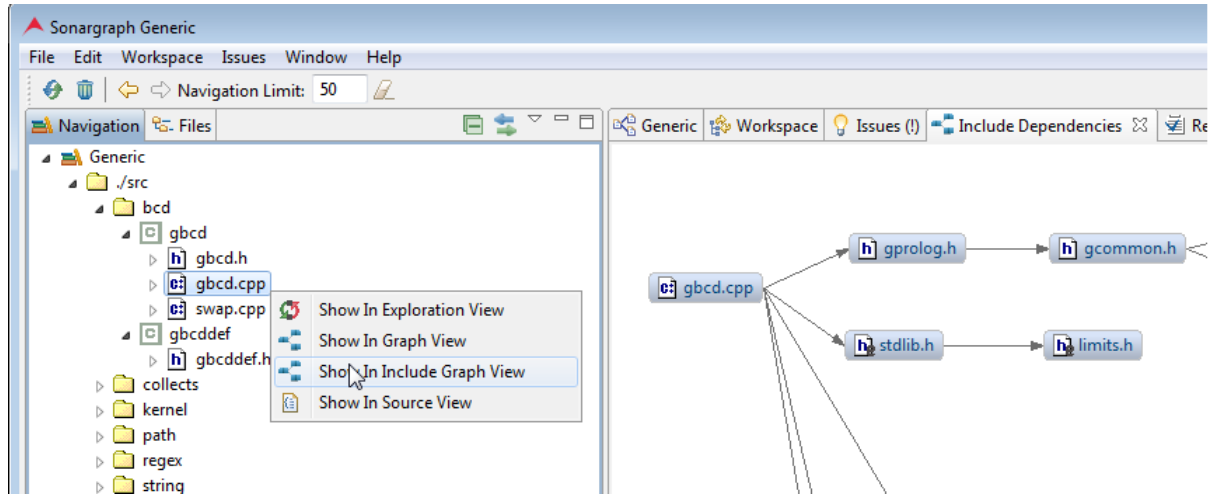 Sonargraph Generic
File Edit Workspace Issues Window Help
Navigation Limit: 50
Navigation Files
Generic Workspace Issues (!) Include Dependencies Re
Generic
./src
bcd
gbcd
gbcd.h
gbcd.cpp
swap.cpp
gbcddef
gbcddef.h
collects
kernel
path
regex
string
Show In Exploration View
Show In Graph View
Show In Include Graph View
Show In Source View
gbcd.cpp
gprolog.h
gcommon.h
stdlib.h
limits.h